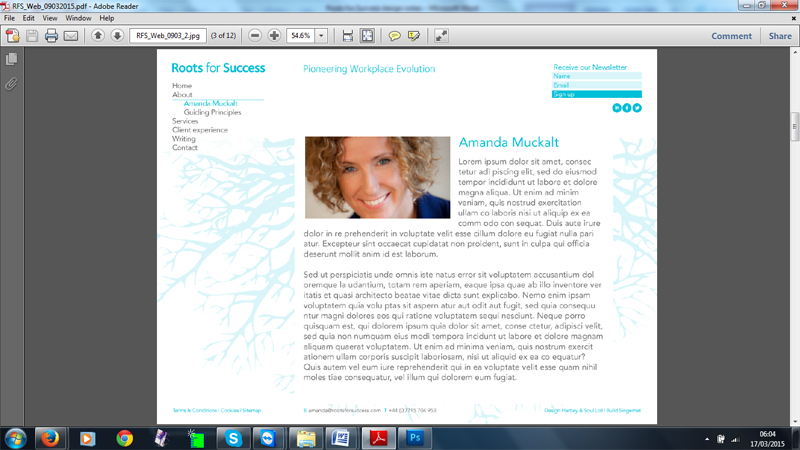 RFS_Web_09032015.pdf - Adobe Reader
File Edit View Window Help
RFS_Web_0903_2.jpg (3 of 12) 54.6% Comment Share
Roots for Success
Pioneering Workplace Evolution
Receive our Newsletter
Name
Email
Sign up
Home
About
Amanda Muckalt
Guiding Principles
Services
Client experience
Writing
Contact
Amanda Muckalt
Lorem ipsum dolor sit amet, consec
tetur adi piscing elit, sed do eiusmod
tempor incididunt ut labore et dolore
magna aliqua. Ut enim ad minim
veniam, quis nostrud exercitation
ullam co laboris nisi ut aliquip ex ea
comm odo con sequat. Duis aute irure
dolor in re prehenderit in voluptate velit esse cillum dolore eu fugiat nulla pari
atur. Excepteur sint occaecat cupidatat non proident, sunt in culpa qui officia
deserunt mollit anim id est laborum.
Sed ut perspiciatis unde omnis iste natus error sit voluptatem accusantium dol
oremque la udantium, totam rem aperiam, eaque ipsa quae ab illo inventore ver
itatis et quasi architecto beatae vitae dicta sunt explicabo. Nemo enim ipsam
voluptatem quia volu ptas sit aspern atur aut odit aut fugit, sed quia consequu
ntur magni dolores eos qui ratione voluptatem sequi nesciunt. Neque porro
quisquam est, qui dolorem ipsum quia dolor sit amet, conse ctetur, adipisci velit,
sed quia non numquam eius modi tempora incidunt ut labore et dolore magnam
aliquam quaerat voluptatem. Ut enim ad minima veniam, quis nostrum exercit
ationem ullam corporis suscipit laboriosam, nisi ut aliquid ex ea co equatur?
Quis autem vel eum iure reprehenderit qui in ea voluptate velit esse quam nihil
moles tiae consequatur, vel illum qui dolorem eum fugiat.
Terms & Conditions | Cookies | Sitemap
E amanda@rootsforsuccess.com T +44 (0)
Design Hartley & Soul Ltd | Build Singemet
06:04
17/03/2015